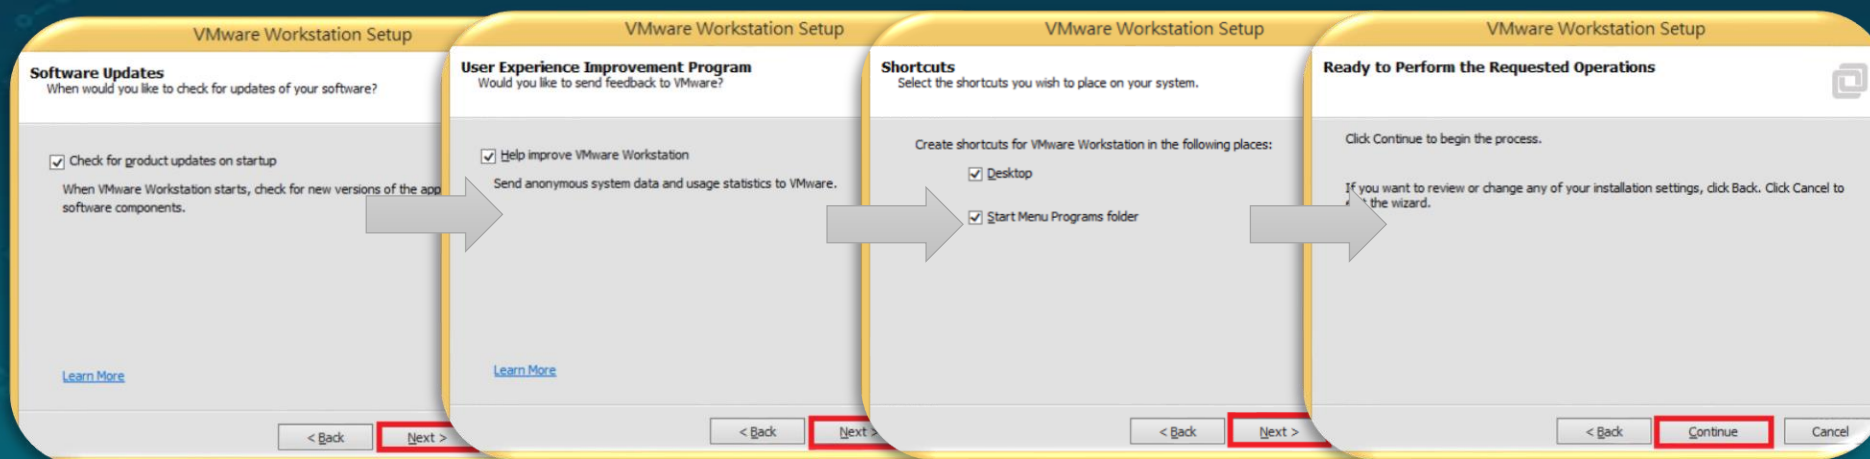 VMware Workstation Setup
Software Updates
When would you like to check for updates of your software?
Check for product updates on startup
When VMware Workstation starts, check for new versions of the app
software components.
Learn More
< Back
Next >
VMware Workstation Setup
User Experience Improvement Program
Would you like to send feedback to VMware?
Help improve VMware Workstation
Send anonymous system data and usage statistics to VMware.
Learn More
< Back
Next >
VMware Workstation Setup
Shortcuts
Select the shortcuts you wish to place on your system.
Create shortcuts for VMware Workstation in the following places:
Desktop
Start Menu Programs folder
< Back
Next >
VMware Workstation Setup
Ready to Perform the Requested Operations
Click Continue to begin the process.
If you want to review or change any of your installation settings, click Back. Click Cancel to
the wizard.
< Back
Continue
Cancel